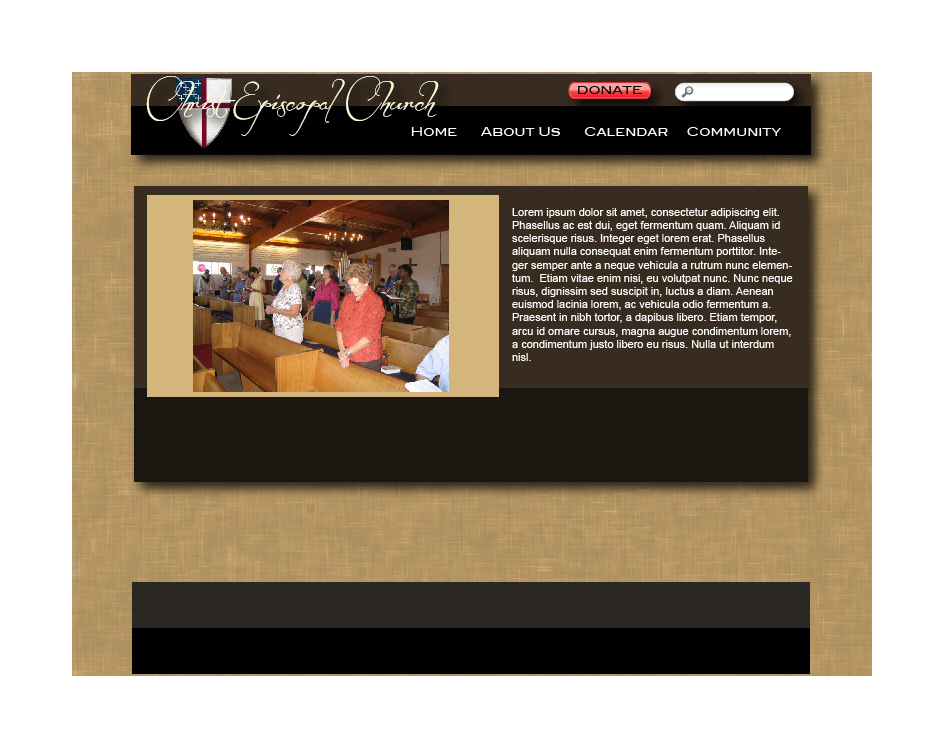 Christ Episcopal Church
DONATE
Home About Us Calendar Community
Lorem ipsum dolor sit amet, consectetur adipiscing elit.
Phasellus ac est dui, eget fermentum quam. Aliquam id
scelerisque risus. Integer eget lorem erat. Phasellus
aliquam nulla consequat enim fermentum porttitor. Inte-
ger semper ante a neque vehicula a rutrum nunc elemen-
tum.  Etiam vitae enim nisi, eu volutpat nunc. Nunc neque
risus, dignissim sed suscipit in, luctus a diam. Aenean
euismod lacinia lorem, ac vehicula odio fermentum a.
Praesent in nibh tortor, a dapibus libero. Etiam tempor,
arcu id ornare cursus, magna augue condimentum lorem,
a condimentum justo libero eu risus. Nulla ut interdum
nisl.